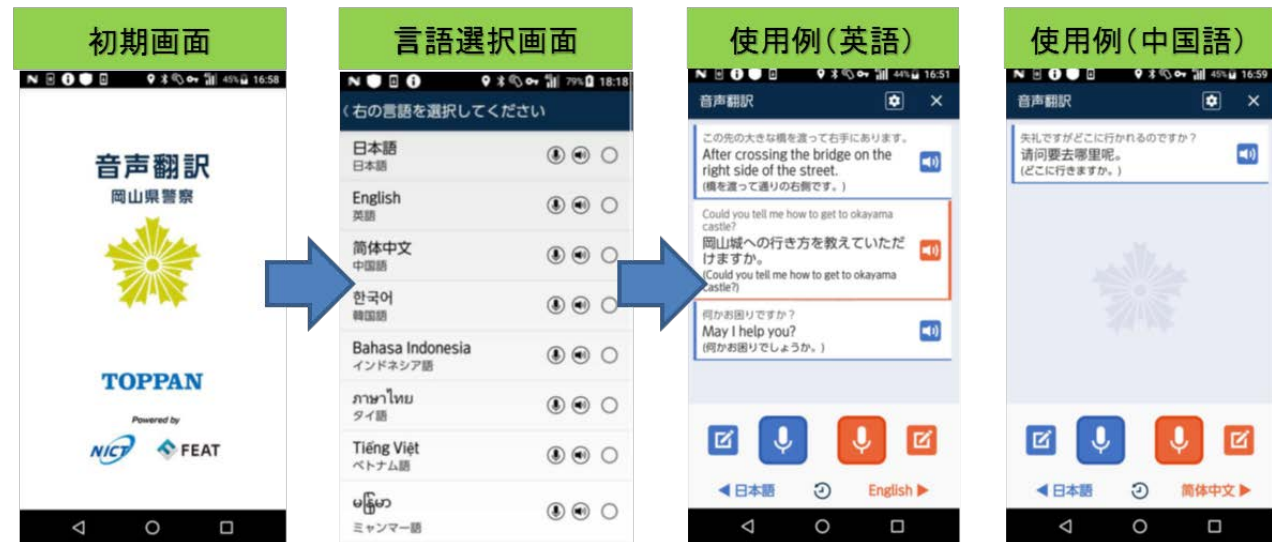 初期画面
16:58
45%
音声翻訳
岡山県警察
TOPPAN
Powered by
NICT
FEAT
言語選択画面
79%
18:18
〈右の言語を選択してください
日本語
日本語
English
英語
简体中文
中国語
한국어
韓国語
Bahasa Indonesia
インドネシア語
ภาษาไทย
タイ語
Tiếng Việt
ベトナム語
မြန်မာ
ミャンマー語
使用例(英語)
44%
16:51
音声翻訳
この先の大きな橋を渡って右手にあります。
After crossing the bridge on the
right side of the street.
(橋を渡って通りの右側です。)
Could you tell me how to get to okayama
castle?
岡山城への行き方を教えていただ
けますか。
(Could you tell me how to get to okayama
castle?)
何かお困りですか?
May I help you?
(何かお困りでしょうか。)
日本語
English
使用例(中国語)
45%
16:59
音声翻訳
失礼ですがどこに行かれるのですか?
请问要去哪里呢。
(どこに行きますか。)
日本語
简体中文